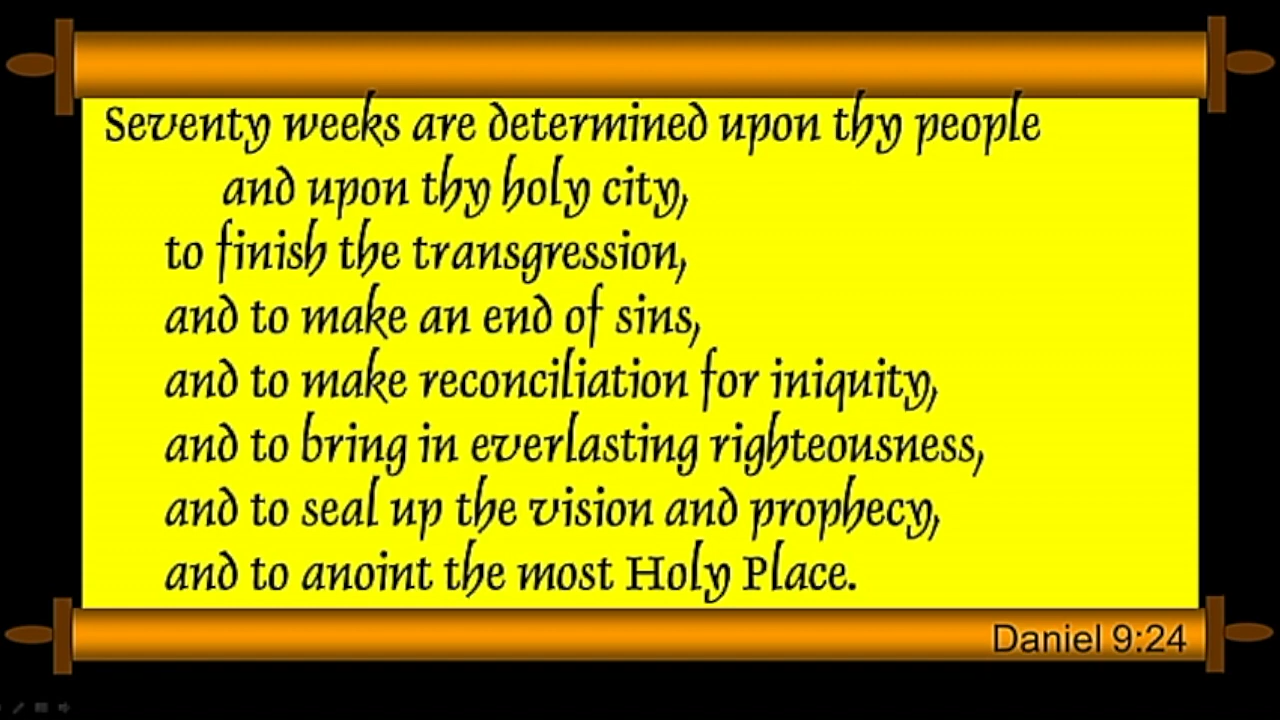 Seventy weeks are determined upon thy people
and upon thy holy city,
to finish the transgression,
and to make an end of sins,
and to make reconciliation for iniquity,
and to bring in everlasting righteousness,
and to seal up the vision and prophecy,
and to anoint the most Holy Place.
Daniel 9:24